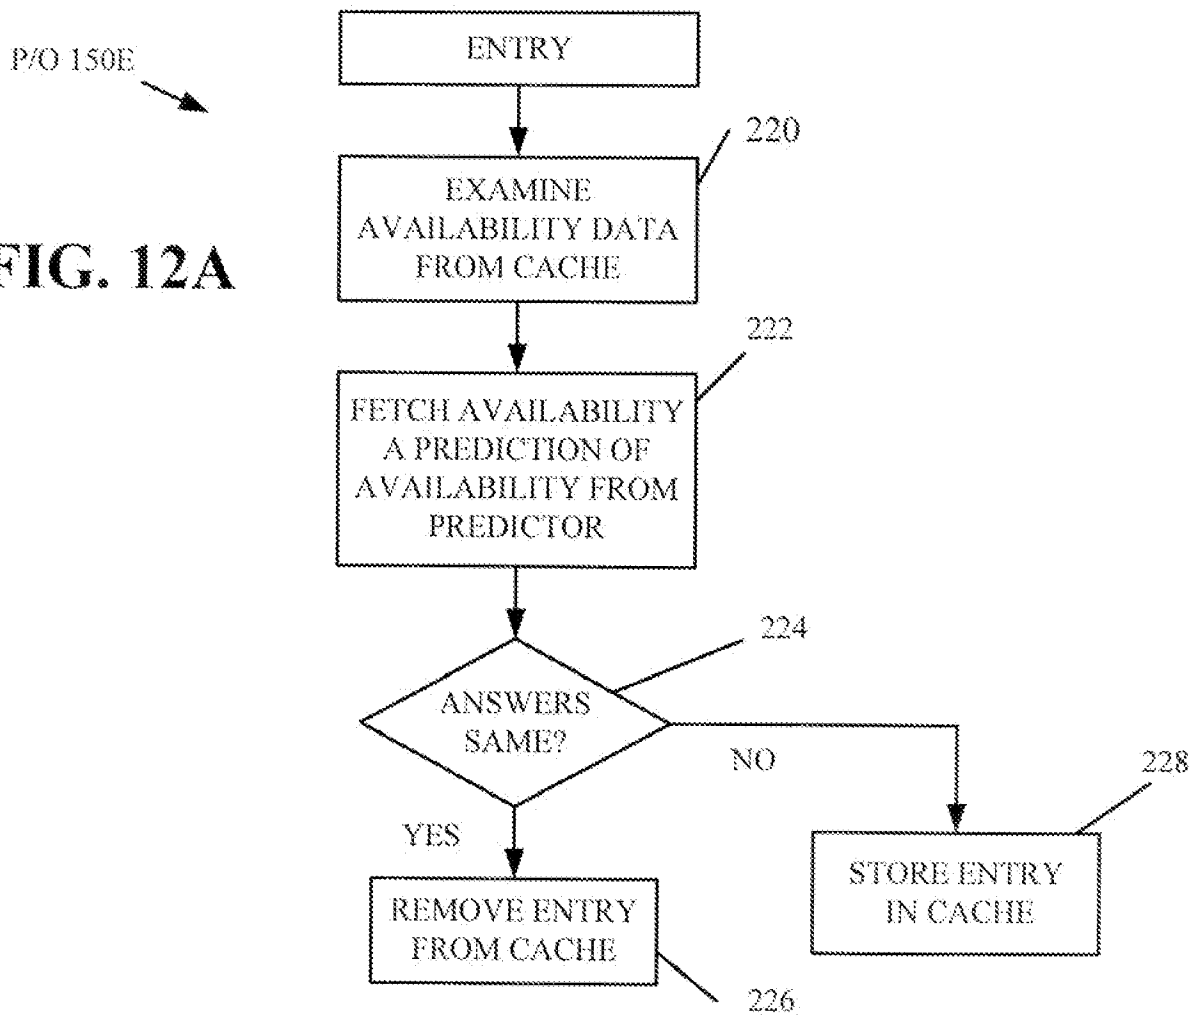 P/O 150E
ENTRY
220
EXAMINE
AVAILABILITY DATA
FROM CACHE
FIG. 12A
222
FETCH AVAILABILITY
A PREDICTION OF
AVAILABILITY FROM
PREDICTOR
224
ANSWERS
SAME?
NO
228
YES
STORE ENTRY
IN CACHE
REMOVE ENTRY
FROM CACHE
226